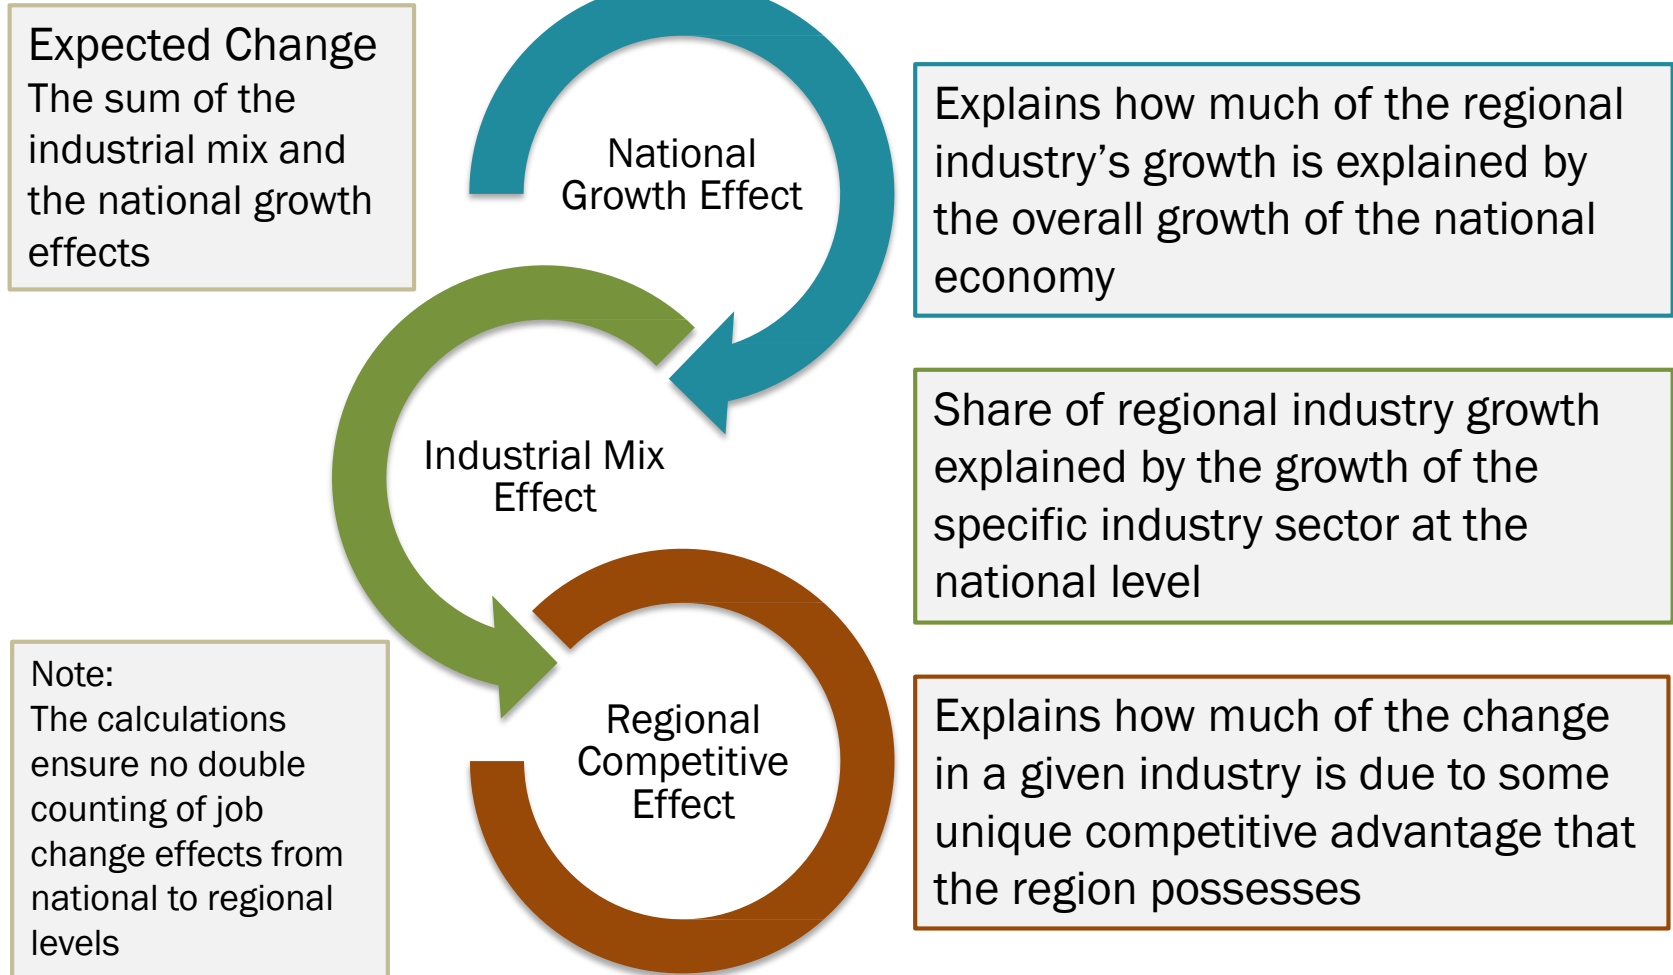 Expected Change
The sum of the
industrial mix and
the national growth
effects
National
Growth Effect
Explains how much of the regional
industry’s growth is explained by
the overall growth of the national
economy
Industrial Mix
Effect
Share of regional industry growth
explained by the growth of the
specific industry sector at the
national level
Note:
The calculations
ensure no double
counting of job
change effects from
national to regional
levels
Regional
Competitive
Effect
Explains how much of the change
in a given industry is due to some
unique competitive advantage that
the region possesses